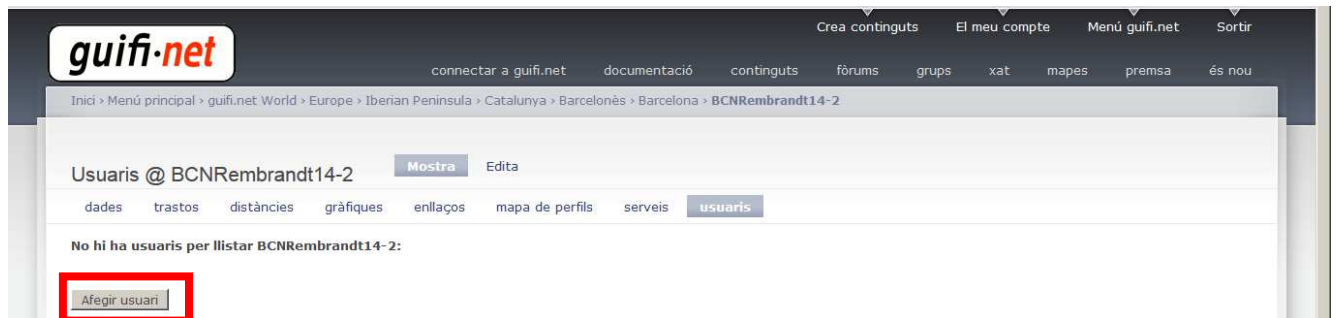 guifi·net
Crea continguts El meu compte Menú guifi.net Sortir
connectar a guifi.net documentació continguts fòrums grups xat mapes premsa és nou
Inici › Menú principal › guifi.net World › Europe › Iberian Peninsula › Catalunya › Barcelonès › Barcelona › BCNRembrandt14-2
Usuaris @ BCNRembrandt14-2 Mostra Edita
dades trastos distàncies gràfiques enllaços mapa de perfils serveis usuaris
No hi ha usuaris per llistar BCNRembrandt14-2:
Afegir usuari